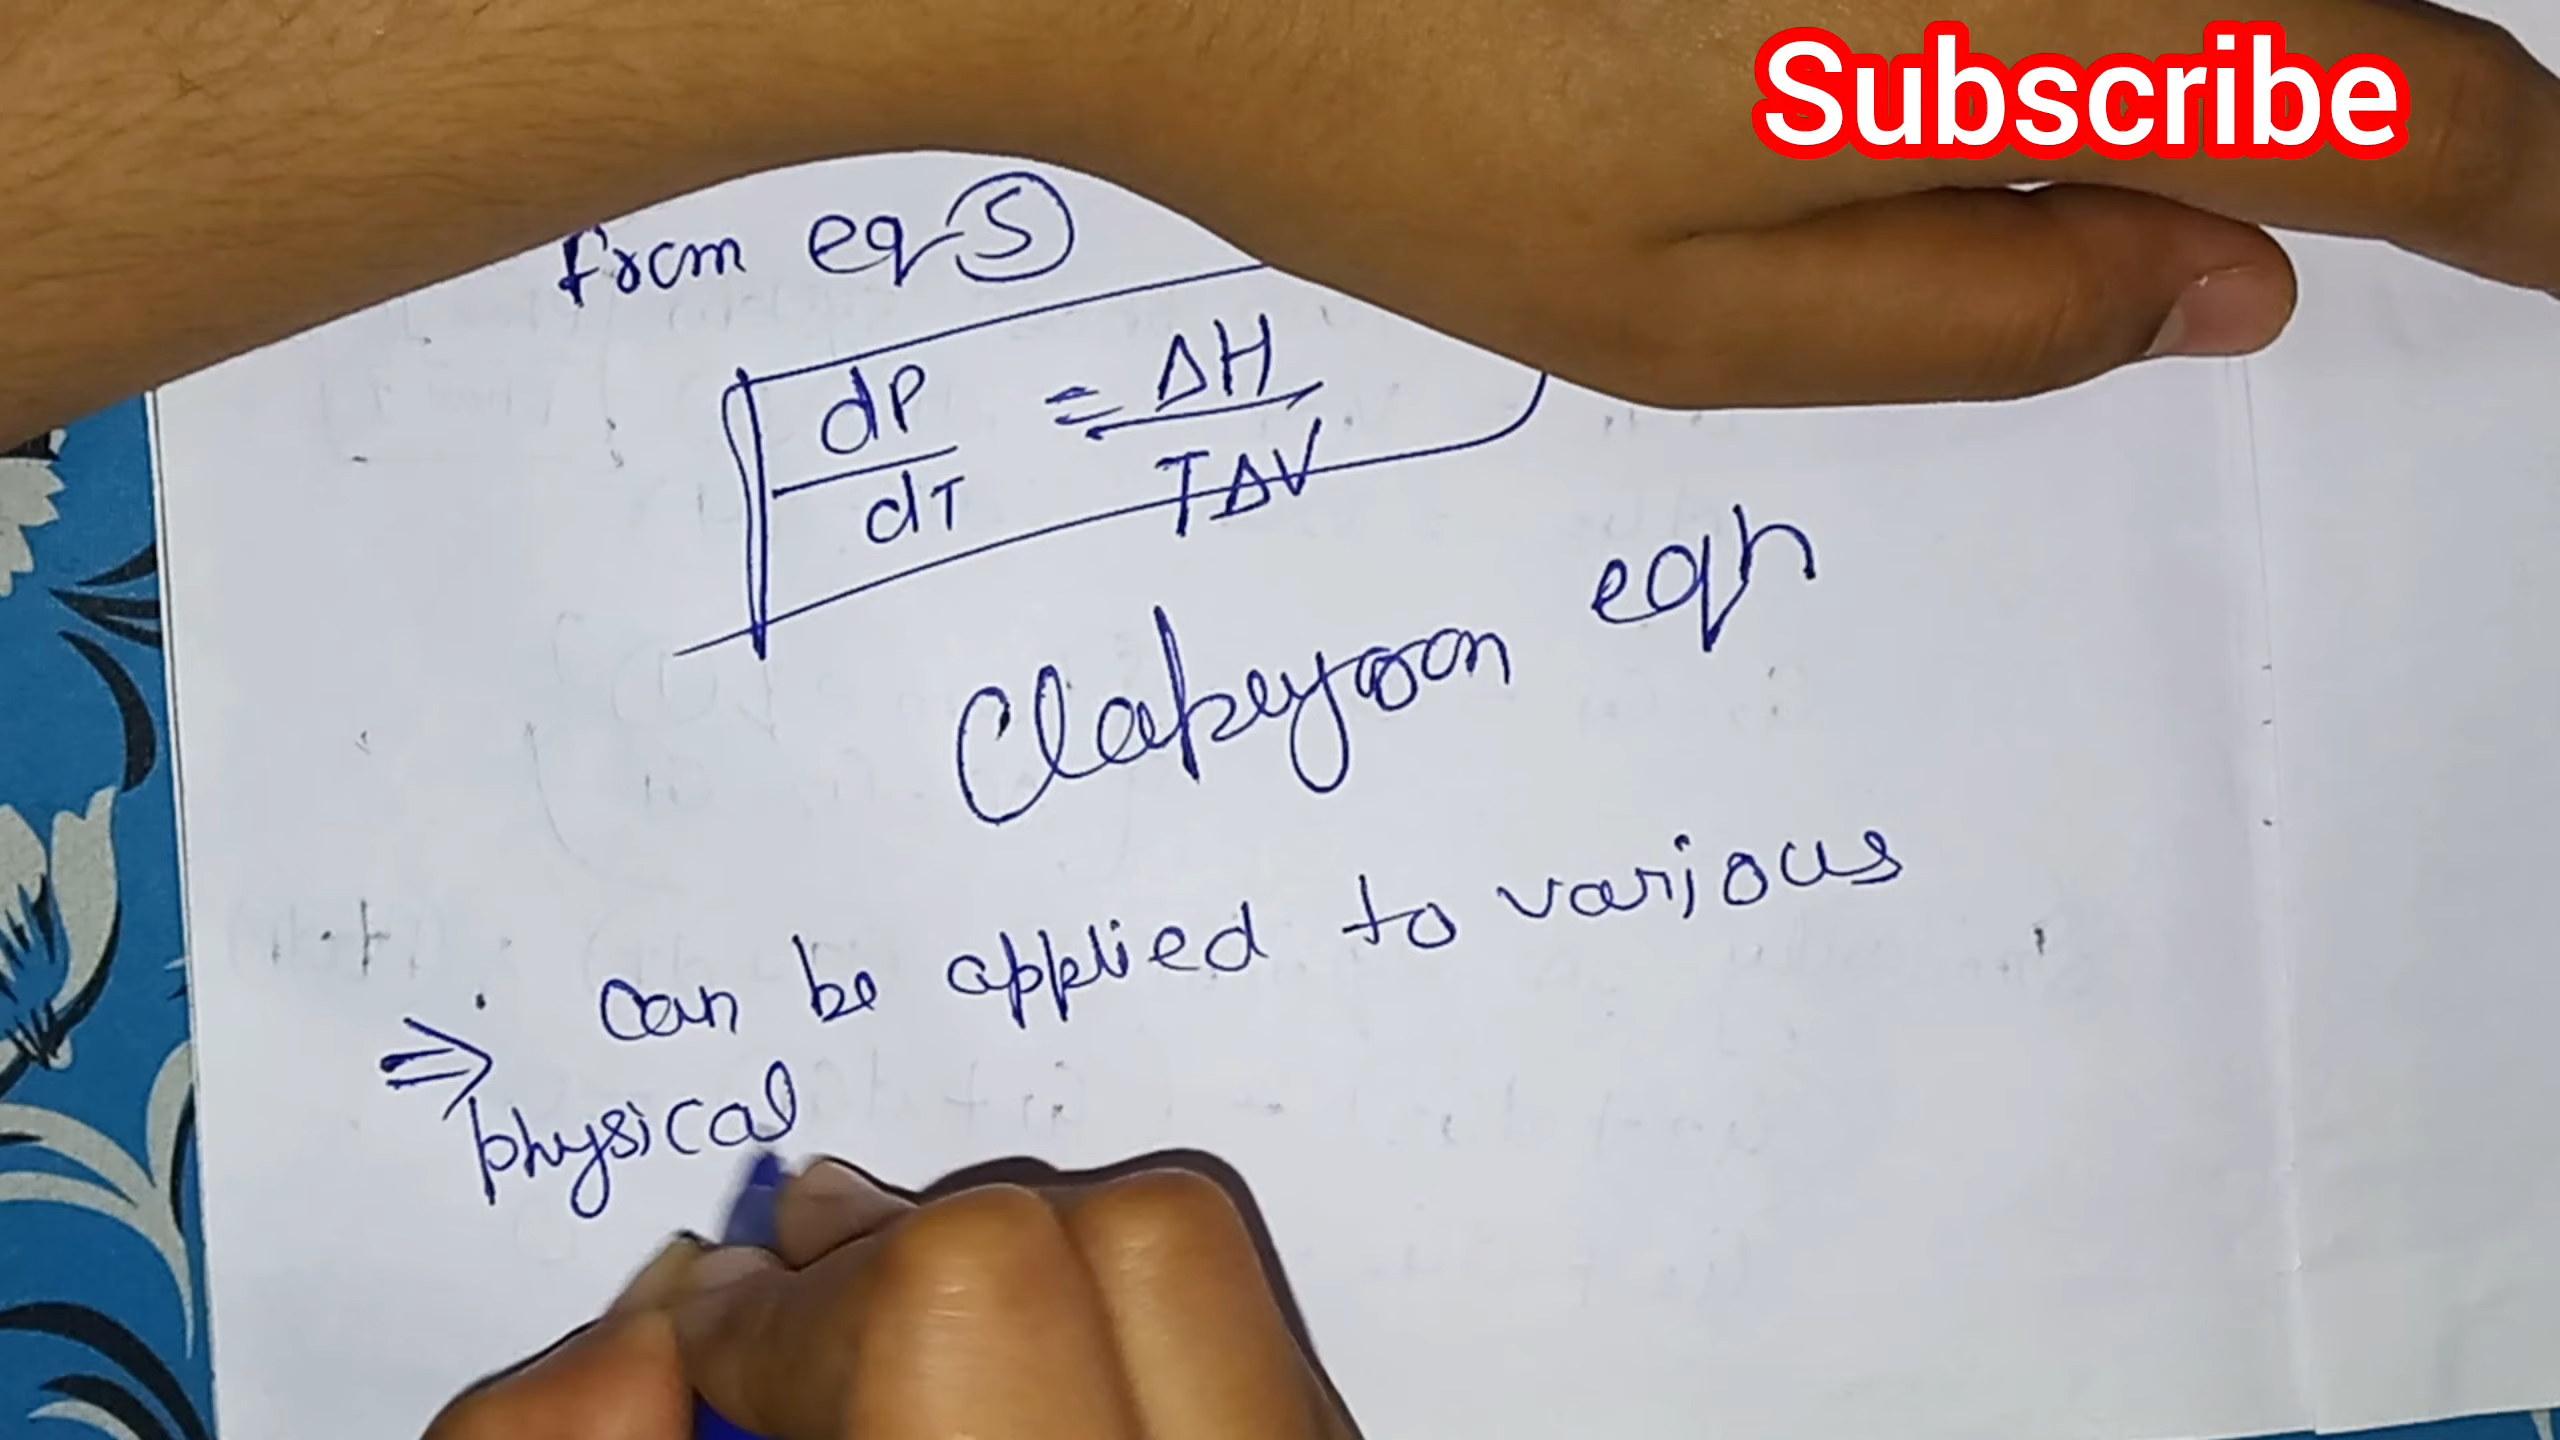 Subscribe
from eq 5
dP/dT = ΔH/TΔV
Clapeyron eqn
⇒ can be applied to various
physical